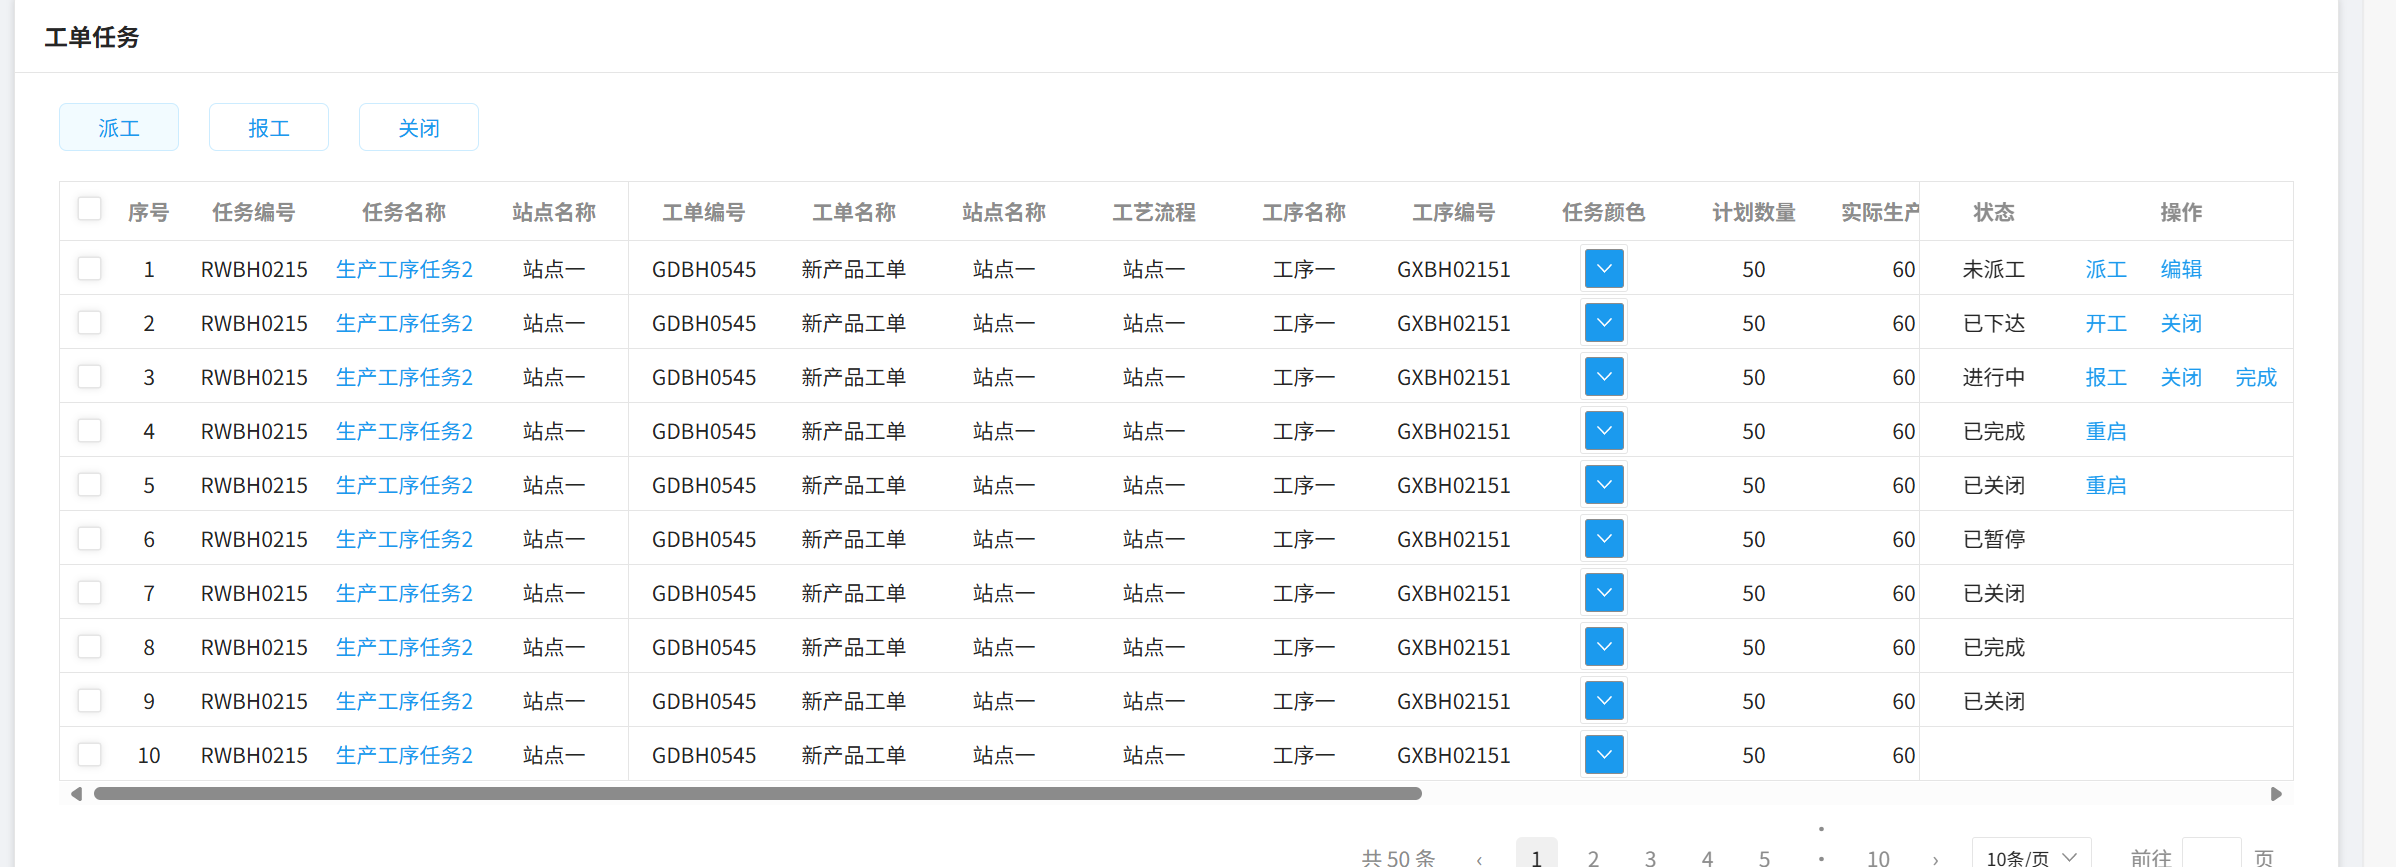 工单任务
派工 报工 关闭
序号 任务编号 任务名称 站点名称 工单编号 工单名称 站点名称 工艺流程 工序名称 工序编号 任务颜色 计划数量 实际生产 状态 操作
1 RWBH0215 生产工序任务2 站点一 GDBH0545 新产品工单 站点一 站点一 工序一 GXBH02151 50 60 未派工 派工 编辑
2 RWBH0215 生产工序任务2 站点一 GDBH0545 新产品工单 站点一 站点一 工序一 GXBH02151 50 60 已下达 开工 关闭
3 RWBH0215 生产工序任务2 站点一 GDBH0545 新产品工单 站点一 站点一 工序一 GXBH02151 50 60 进行中 报工 关闭 完成
4 RWBH0215 生产工序任务2 站点一 GDBH0545 新产品工单 站点一 站点一 工序一 GXBH02151 50 60 已完成 重启
5 RWBH0215 生产工序任务2 站点一 GDBH0545 新产品工单 站点一 站点一 工序一 GXBH02151 50 60 已关闭 重启
6 RWBH0215 生产工序任务2 站点一 GDBH0545 新产品工单 站点一 站点一 工序一 GXBH02151 50 60 已暂停
7 RWBH0215 生产工序任务2 站点一 GDBH0545 新产品工单 站点一 站点一 工序一 GXBH02151 50 60 已关闭
8 RWBH0215 生产工序任务2 站点一 GDBH0545 新产品工单 站点一 站点一 工序一 GXBH02151 50 60 已完成
9 RWBH0215 生产工序任务2 站点一 GDBH0545 新产品工单 站点一 站点一 工序一 GXBH02151 50 60 已关闭
10 RWBH0215 生产工序任务2 站点一 GDBH0545 新产品工单 站点一 站点一 工序一 GXBH02151 50 60
共 50 条 ‹ 1 2 3 4 5 10 › 10条/页 前往 页